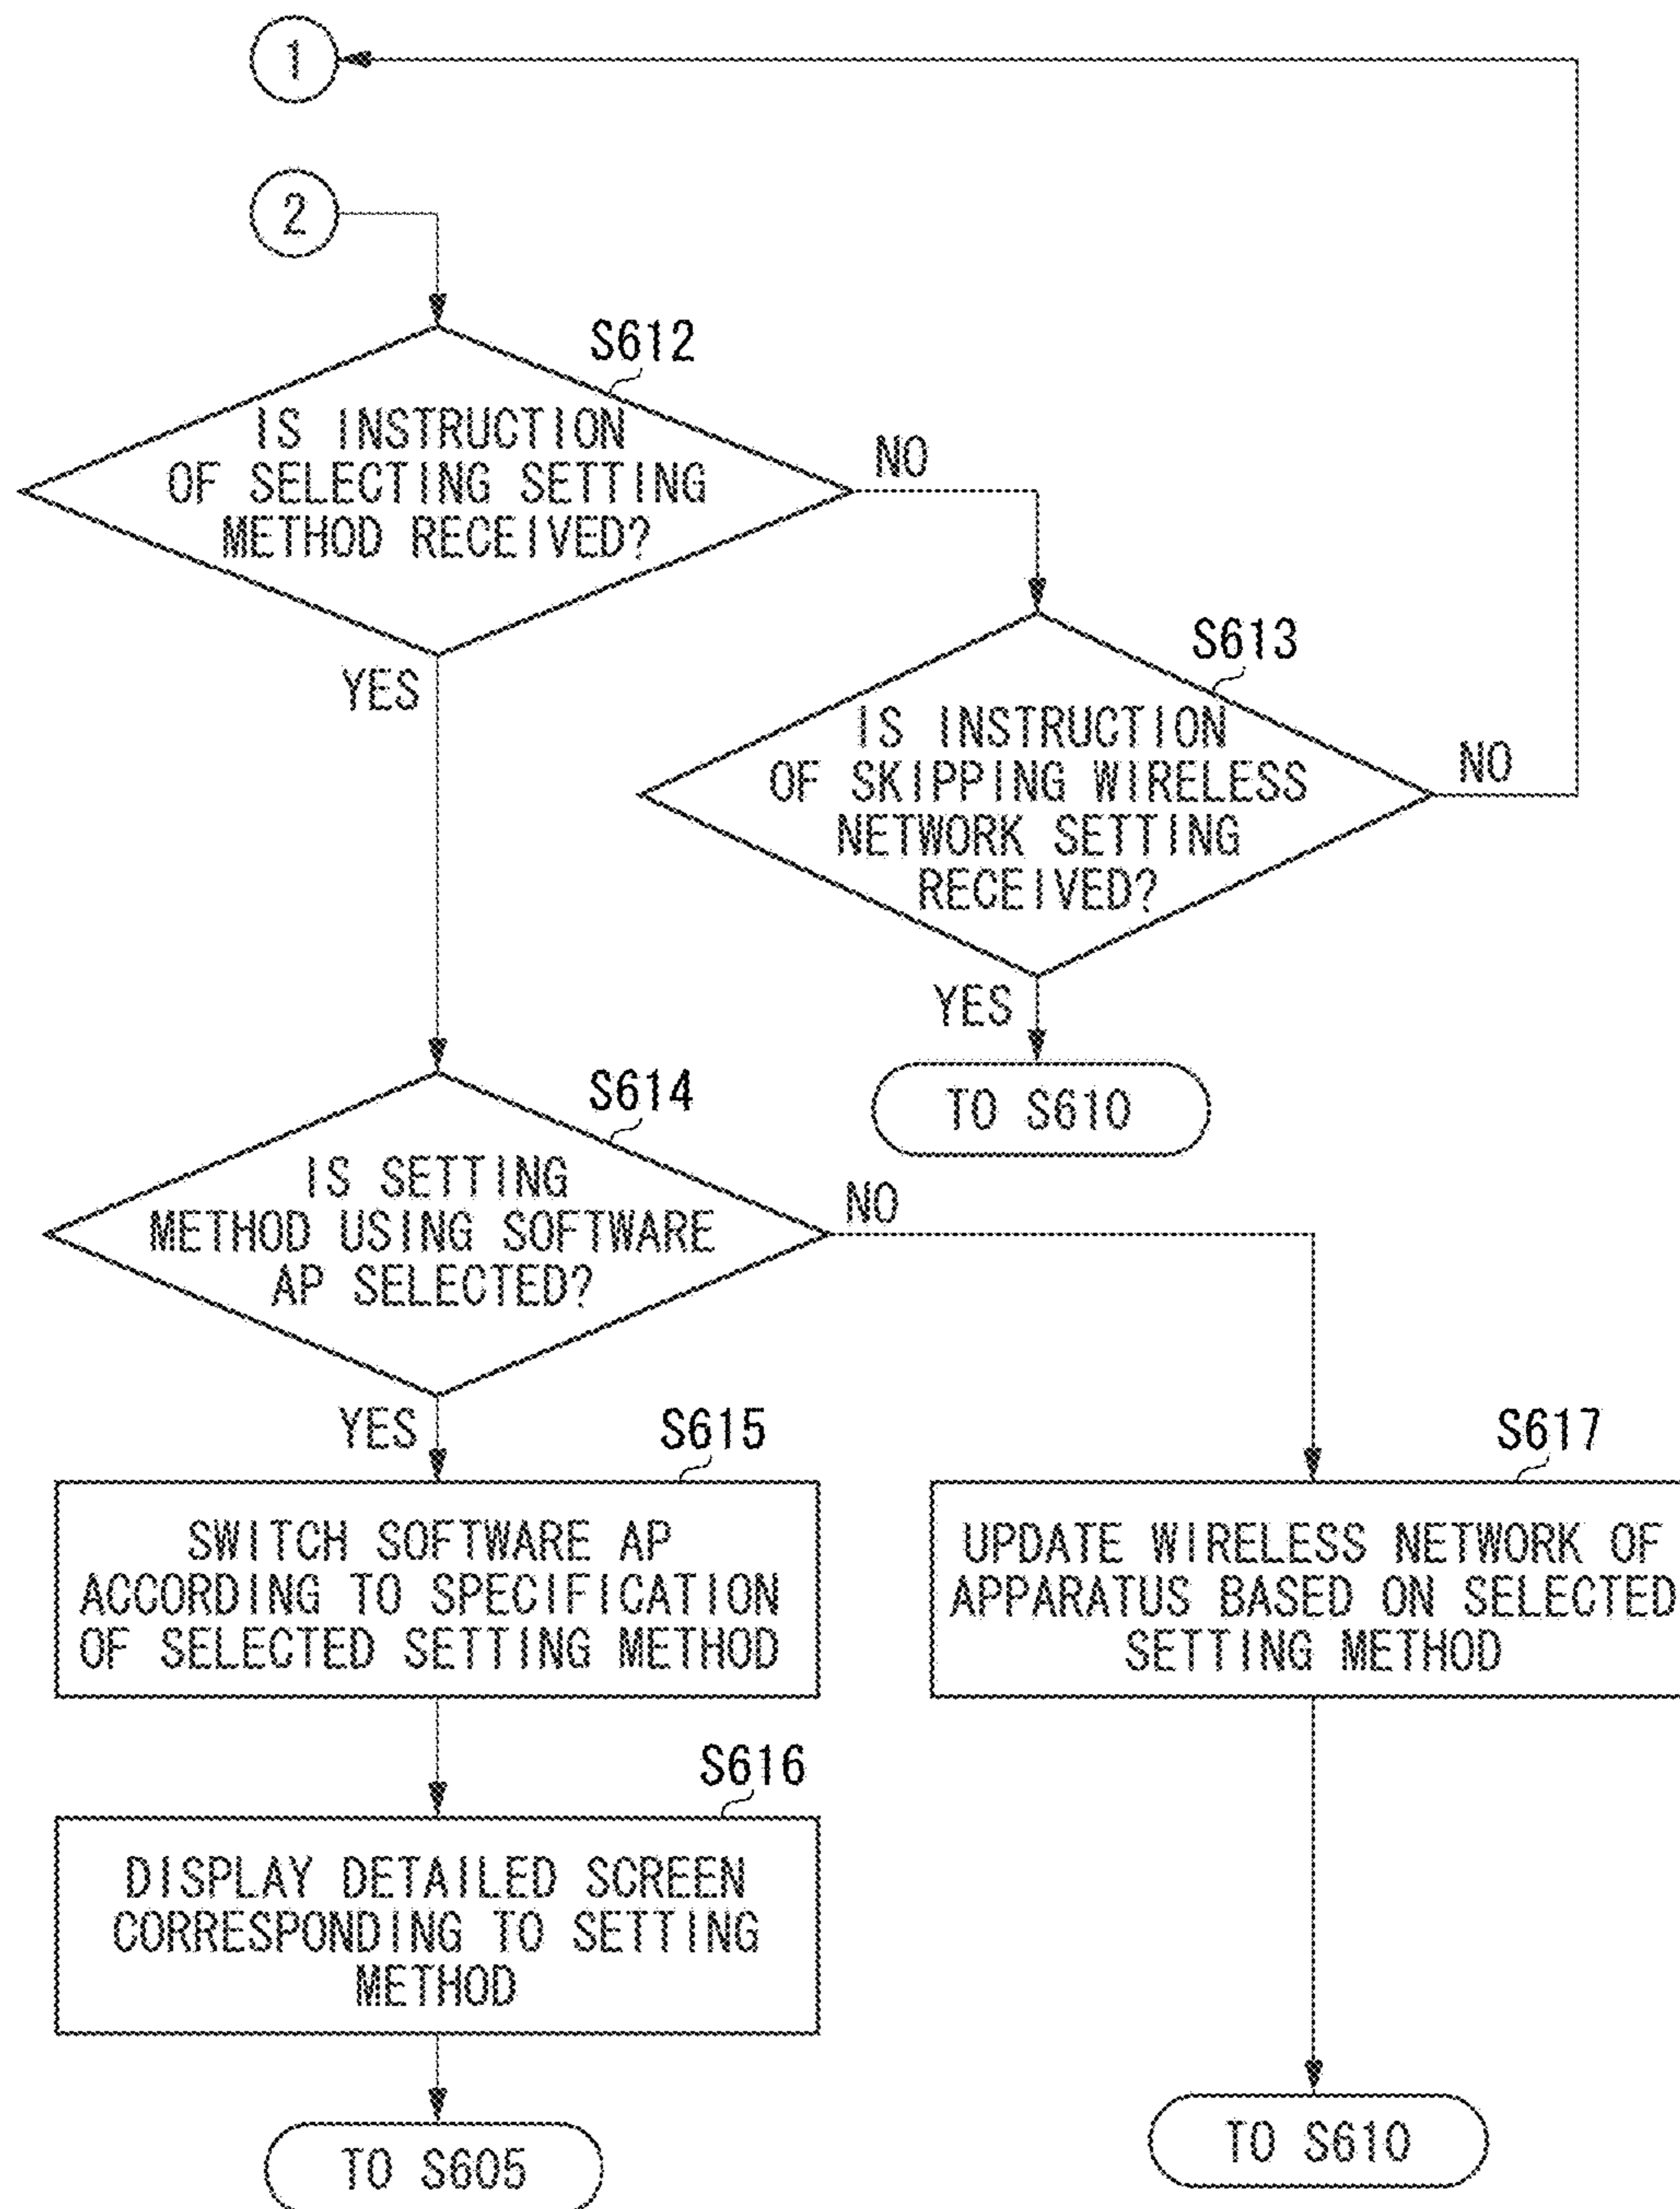 1
2
S612
IS INSTRUCTION
OF SELECTING SETTING
METHOD RECEIVED?
NO
YES
S613
IS INSTRUCTION
OF SKIPPING WIRELESS
NETWORK SETTING
RECEIVED?
NO
YES
TO S610
S614
IS SETTING
METHOD USING SOFTWARE
AP SELECTED?
NO
YES
S615
SWITCH SOFTWARE AP
ACCORDING TO SPECIFICATION
OF SELECTED SETTING METHOD
S617
UPDATE WIRELESS NETWORK OF
APPARATUS BASED ON SELECTED
SETTING METHOD
S616
DISPLAY DETAILED SCREEN
CORRESPONDING TO SETTING
METHOD
TO S605
TO S610